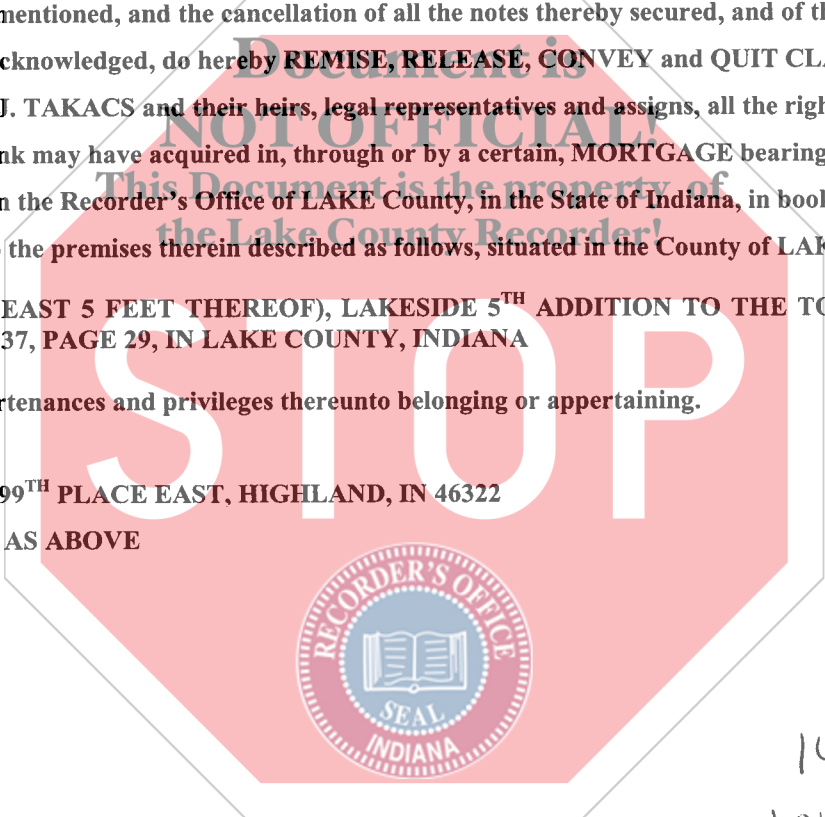 mentioned, and the cancellation of all the notes thereby secured, and of th
Document is
cknowledged, do hereby REMISE, RELEASE, CONVEY and QUIT CLA
J. TAKACS and their heirs, legal representatives and assigns, all the righ
NOT OFFICIAL!
nk may have acquired in, through or by a certain, MORTGAGE bearing
This Document is the property of
n the Recorder's Office of LAKE County, in the State of Indiana, in book
the Lake County Recorder!
the premises therein described as follows, situated in the County of LAK
EAST 5 FEET THEREOF), LAKESIDE 5TH ADDITION TO THE TO
37, PAGE 29, IN LAKE COUNTY, INDIANA
STOP
rtenances and privileges thereunto belonging or appertaining.
99TH PLACE EAST, HIGHLAND, IN 46322
AS ABOVE
RECORDER'S OFFICE
SEAL
INDIANA